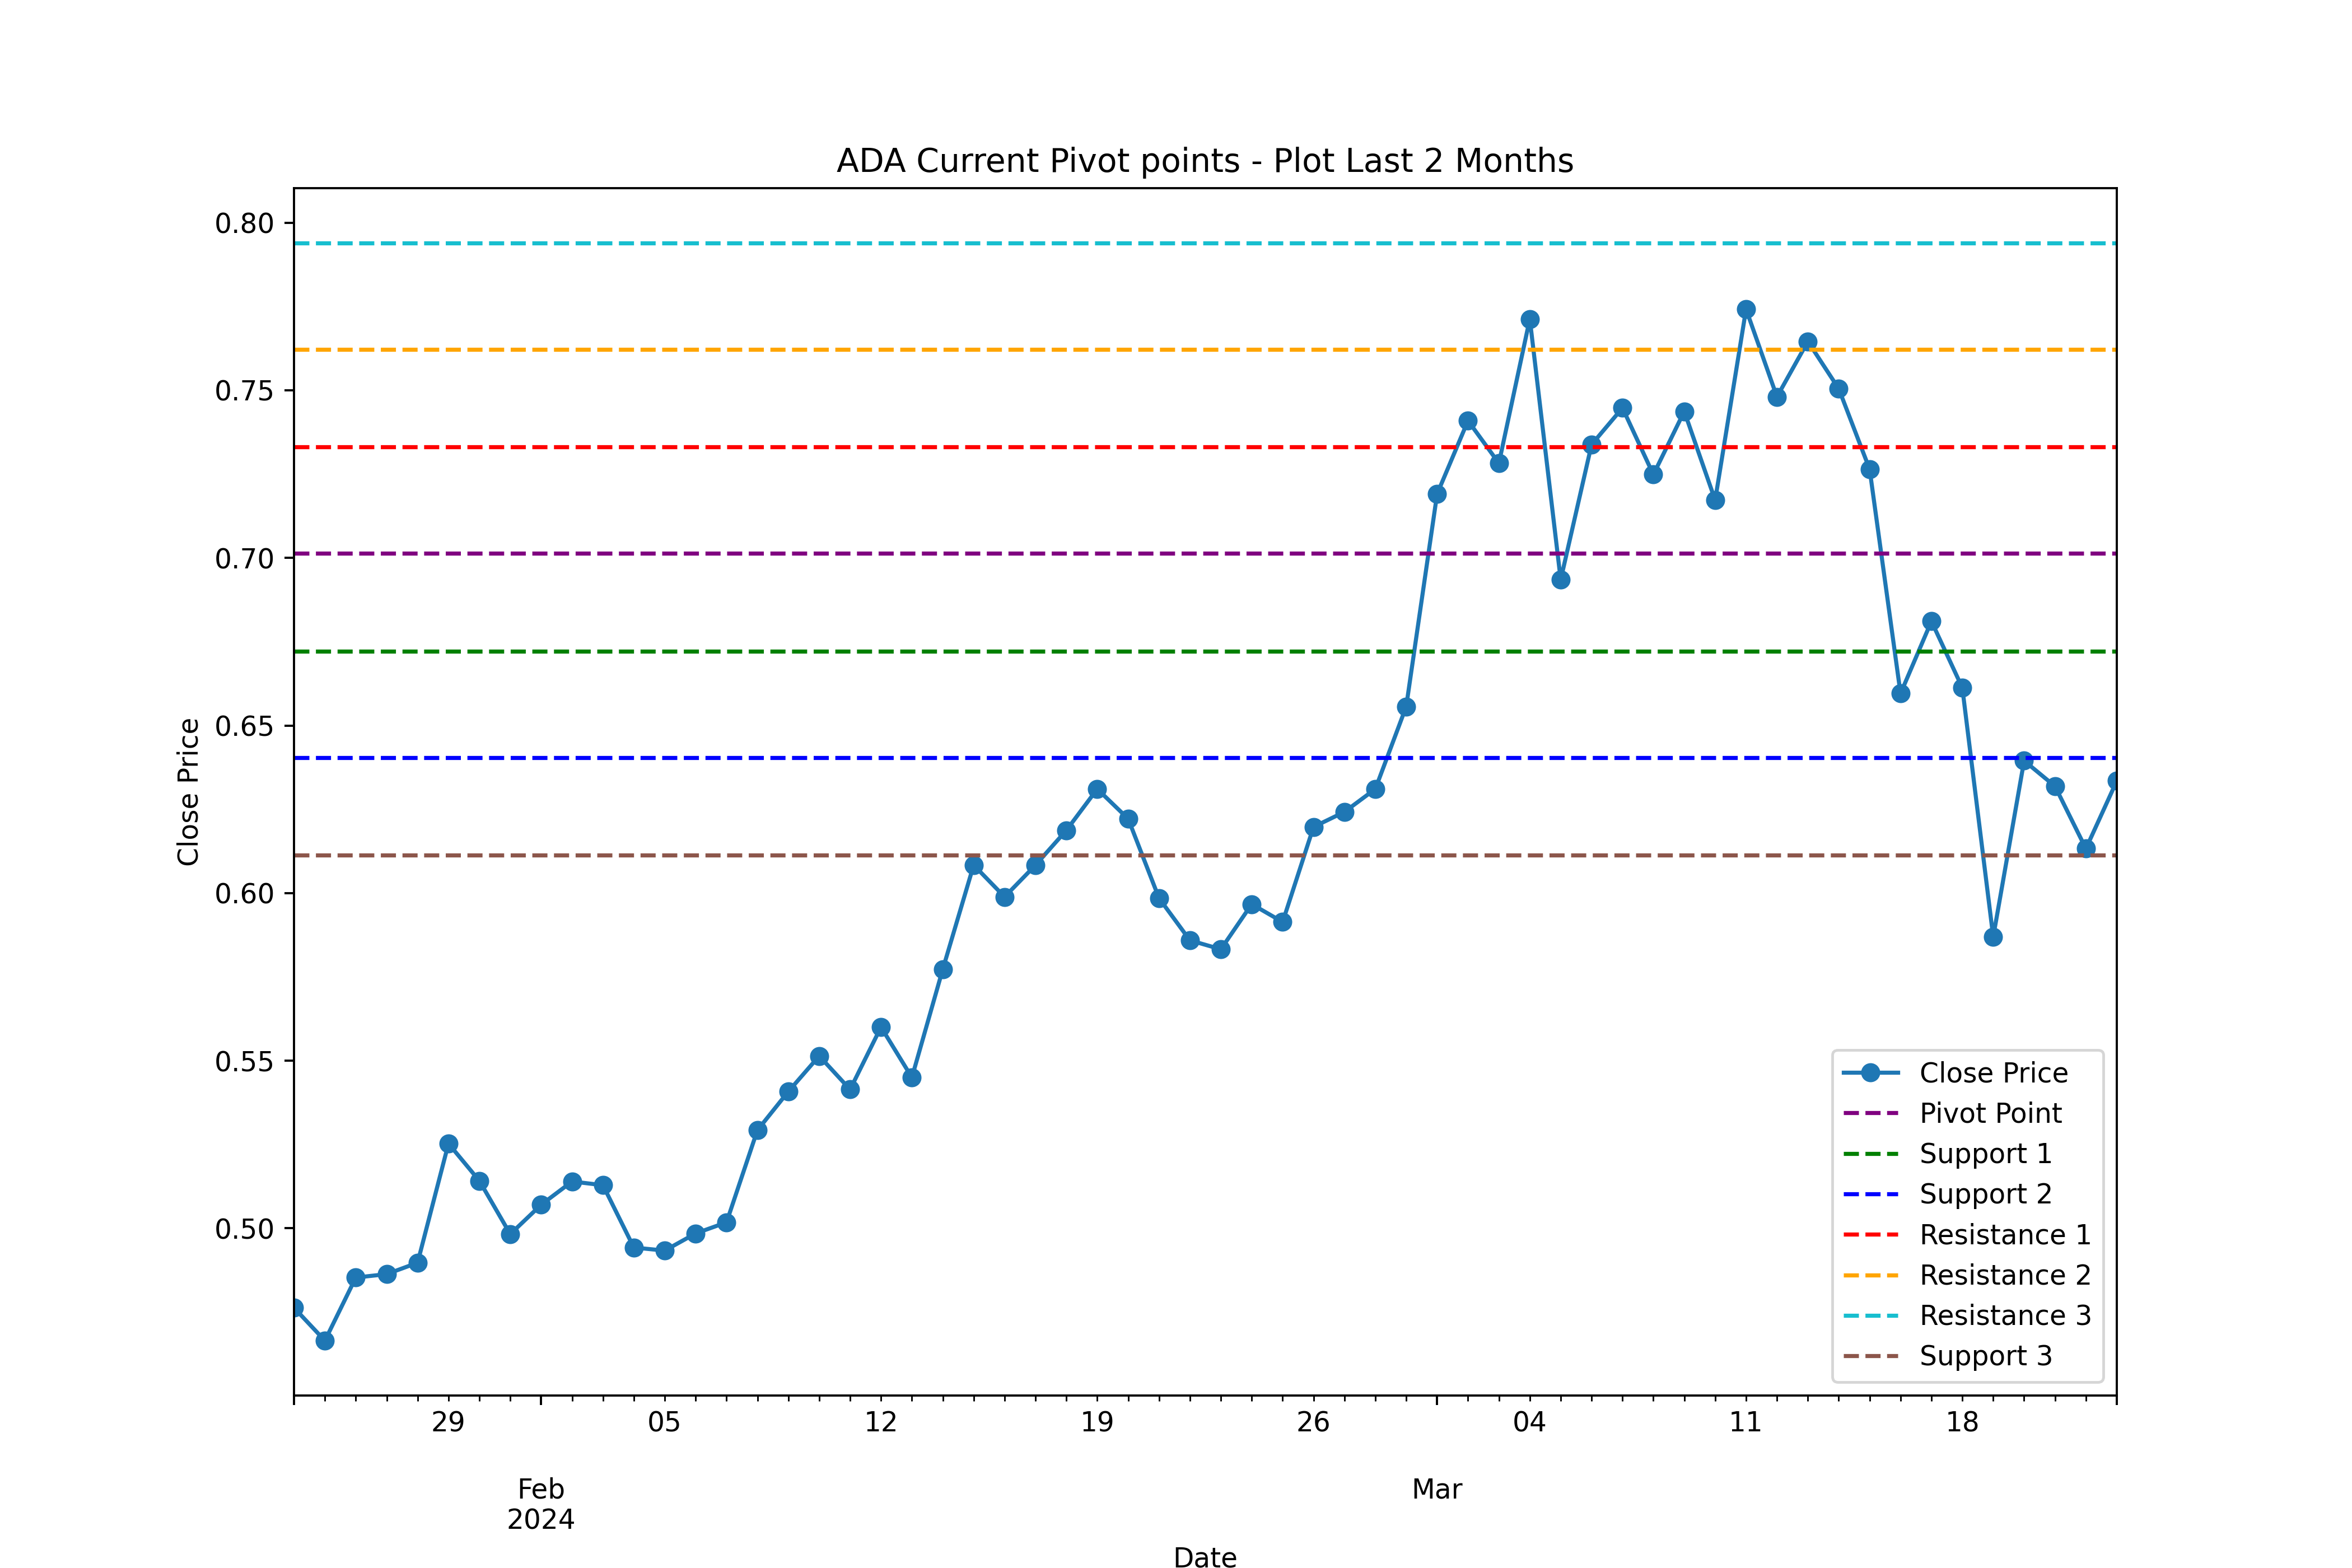 ADA Current Pivot points - Plot Last 2 Months
0.80
0.75
0.70
0.65
0.60
0.55
0.50
Close Price
Close Price
Pivot Point
Support 1
Support 2
Resistance 1
Resistance 2
Resistance 3
Support 3
29 05 12 19 26 04 11 18
Feb Mar
2024
Date